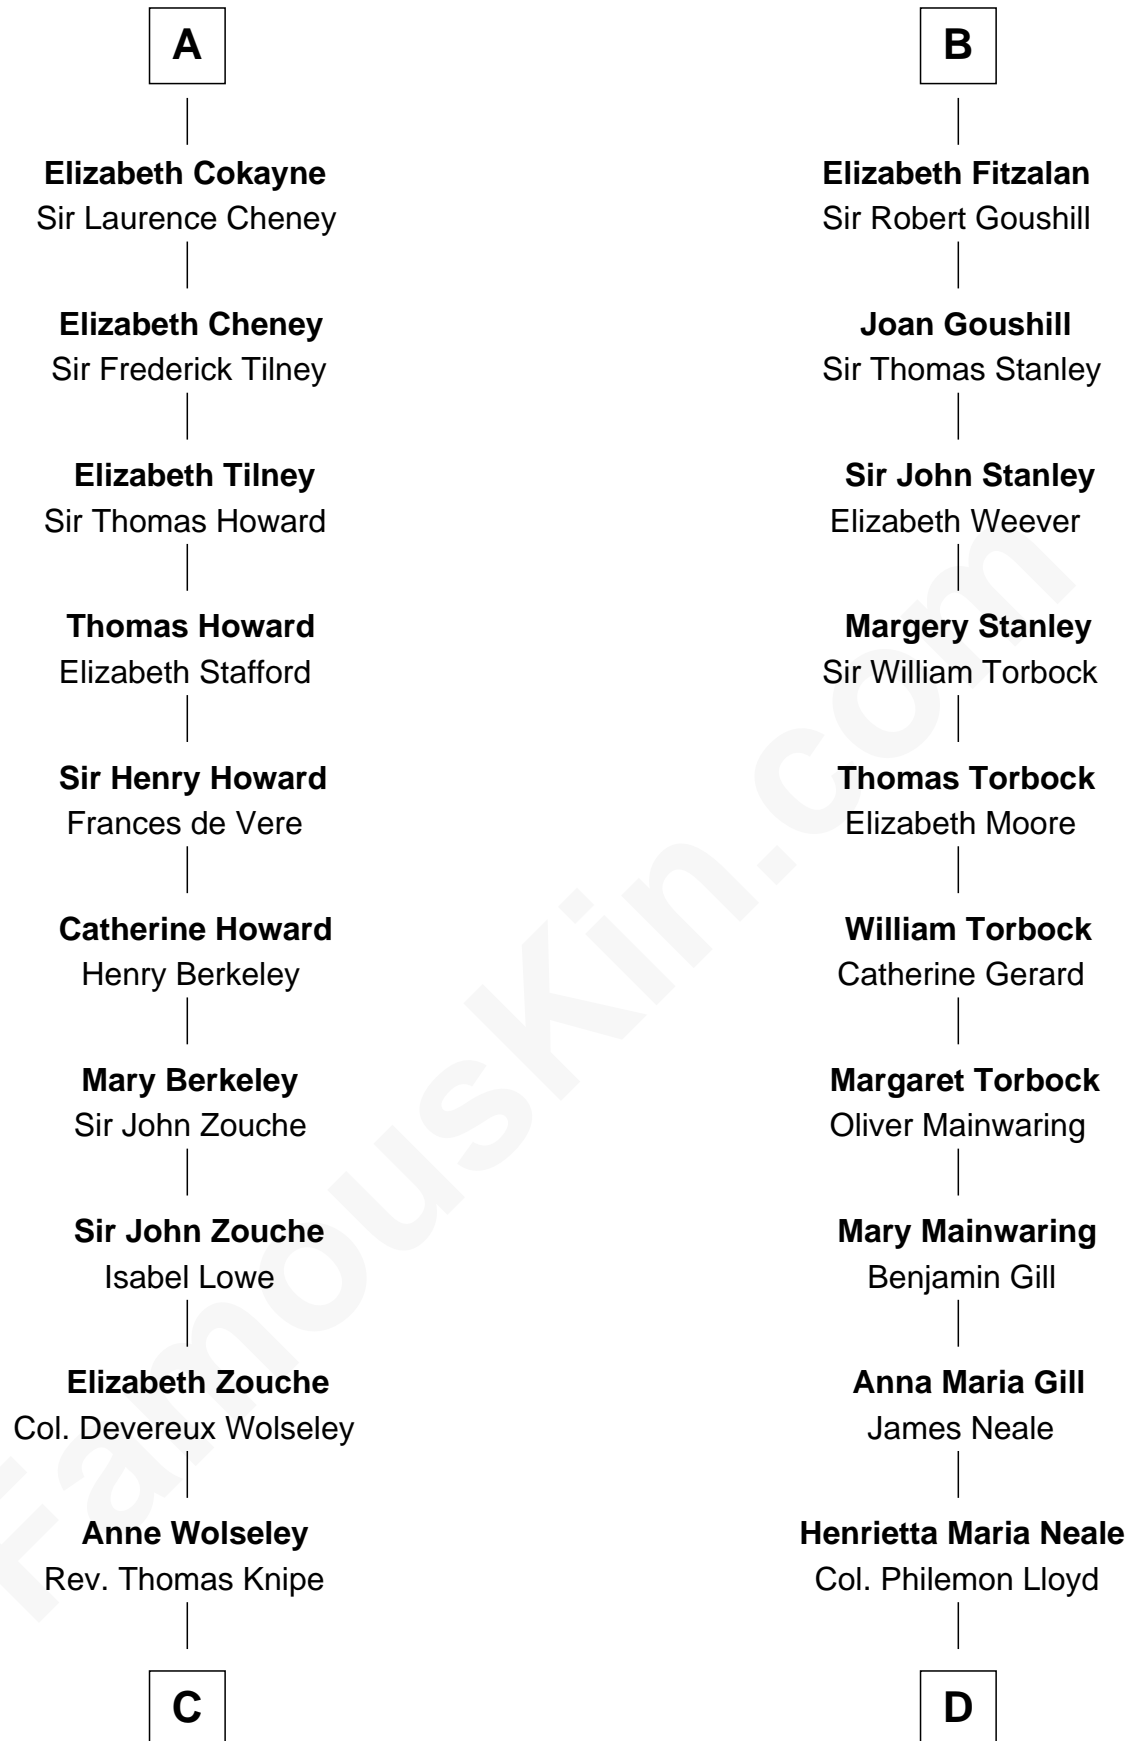 A
Elizabeth Cokayne
Sir Laurence Cheney
Elizabeth Cheney
Sir Frederick Tilney
Elizabeth Tilney
Sir Thomas Howard
Thomas Howard
Elizabeth Stafford
Sir Henry Howard
Frances de Vere
Catherine Howard
Henry Berkeley
Mary Berkeley
Sir John Zouche
Sir John Zouche
Isabel Lowe
Elizabeth Zouche
Col. Devereux Wolseley
Anne Wolseley
Rev. Thomas Knipe
C
B
Elizabeth Fitzalan
Sir Robert Goushill
Joan Goushill
Sir Thomas Stanley
Sir John Stanley
Elizabeth Weever
Margery Stanley
Sir William Torbock
Thomas Torbock
Elizabeth Moore
William Torbock
Catherine Gerard
Margaret Torbock
Oliver Mainwaring
Mary Mainwaring
Benjamin Gill
Anna Maria Gill
James Neale
Henrietta Maria Neale
Col. Philemon Lloyd
D
FamousKin.com